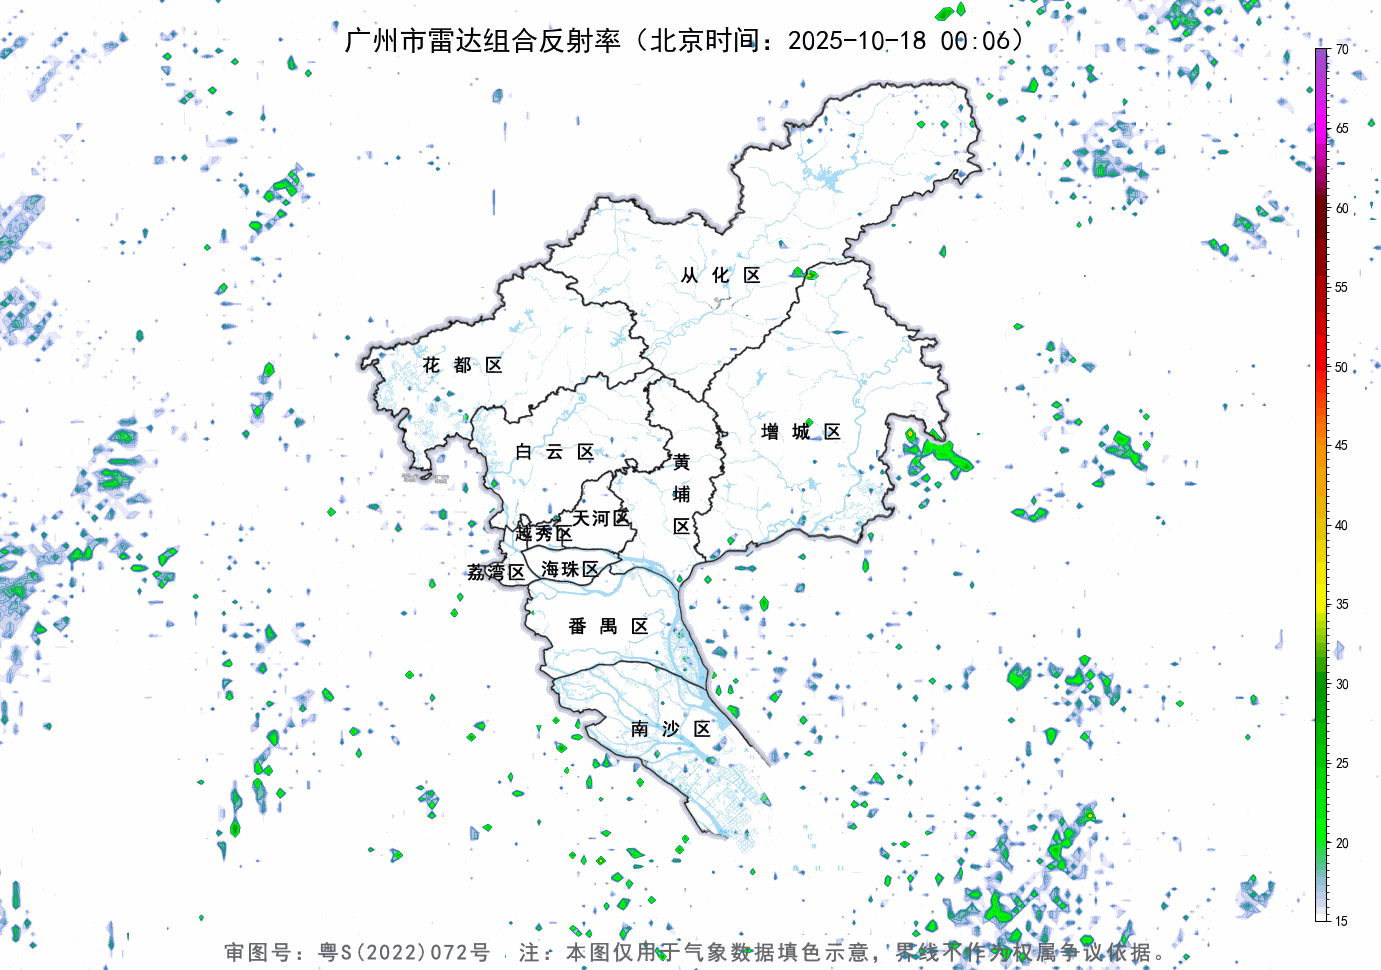 广州市雷达组合反射率（北京时间：2025-10-18 00:06）
70
65
60
55
50
45
40
35
30
25
20
15
从化区
花都区
增城区
白云区
黄埔区
天河区
越秀区
荔湾区
海珠区
番禺区
南沙区
审图号：粤S(2022)072号 注：本图仅用于气象数据填色示意，界线不作为权属争议依据。